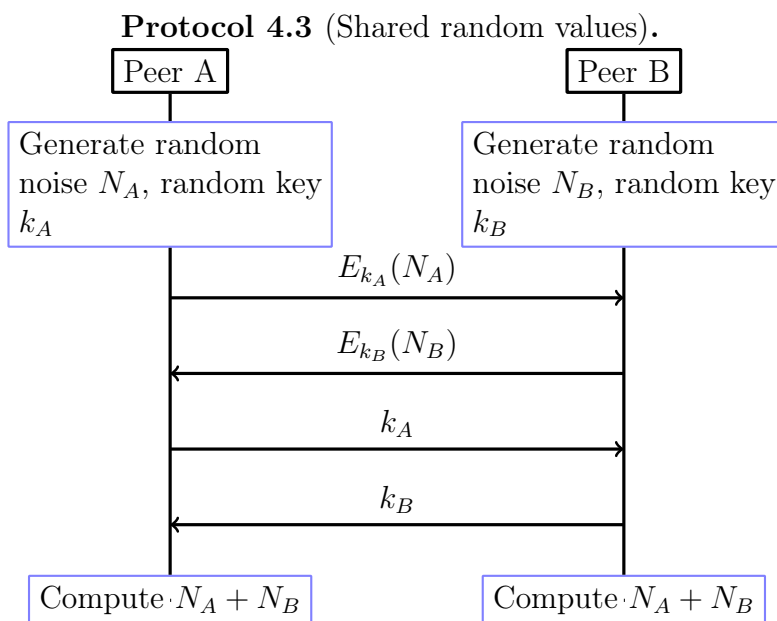 Protocol 4.3 (Shared random values).
Peer A
Peer B
Generate random
noise N_A, random key
k_A
Generate random
noise N_B, random key
k_B
E_{k_A}(N_A)
E_{k_B}(N_B)
k_A
k_B
Compute N_A + N_B
Compute N_A + N_B